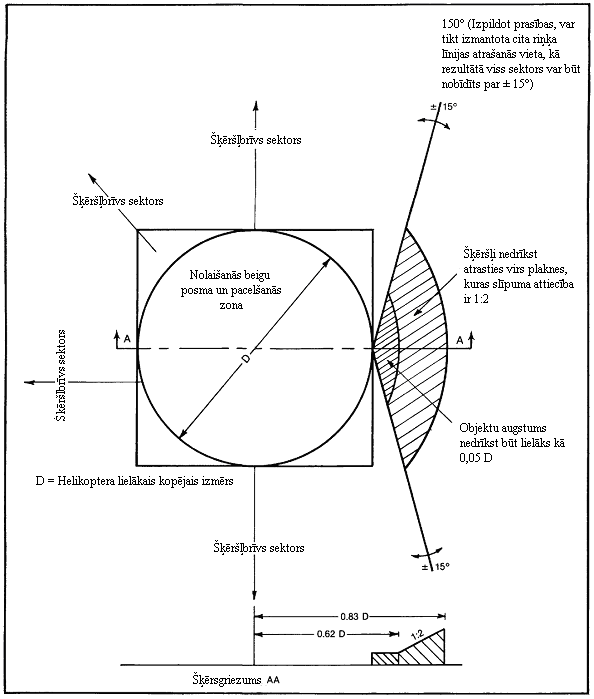 150° (Izpildot prasības, var
tikt izmantota cita riņķa
līnijas atrašanās vieta, kā
rezultātā viss sektors var būt
nobīdīts par ± 15°)
± 15°
Šķēršļbrīvs sektors
Šķēršļbrīvs sektors
Šķēršļi nedrīkst
atrasties virs plaknes,
kuras slīpuma attiecība
ir 1:2
Nolaišanās beigu
posma un pacelšanās
zona
A
A
D
Šķēršļbrīvs sektors
Objektu augstums
nedrīkst būt lielāks kā
0,05 D
D = Helikoptera lielākais kopējais izmērs
Šķēršļbrīvs sektors
± 15°
0.83 D
0.62 D
1:2
Šķērsgriezums AA